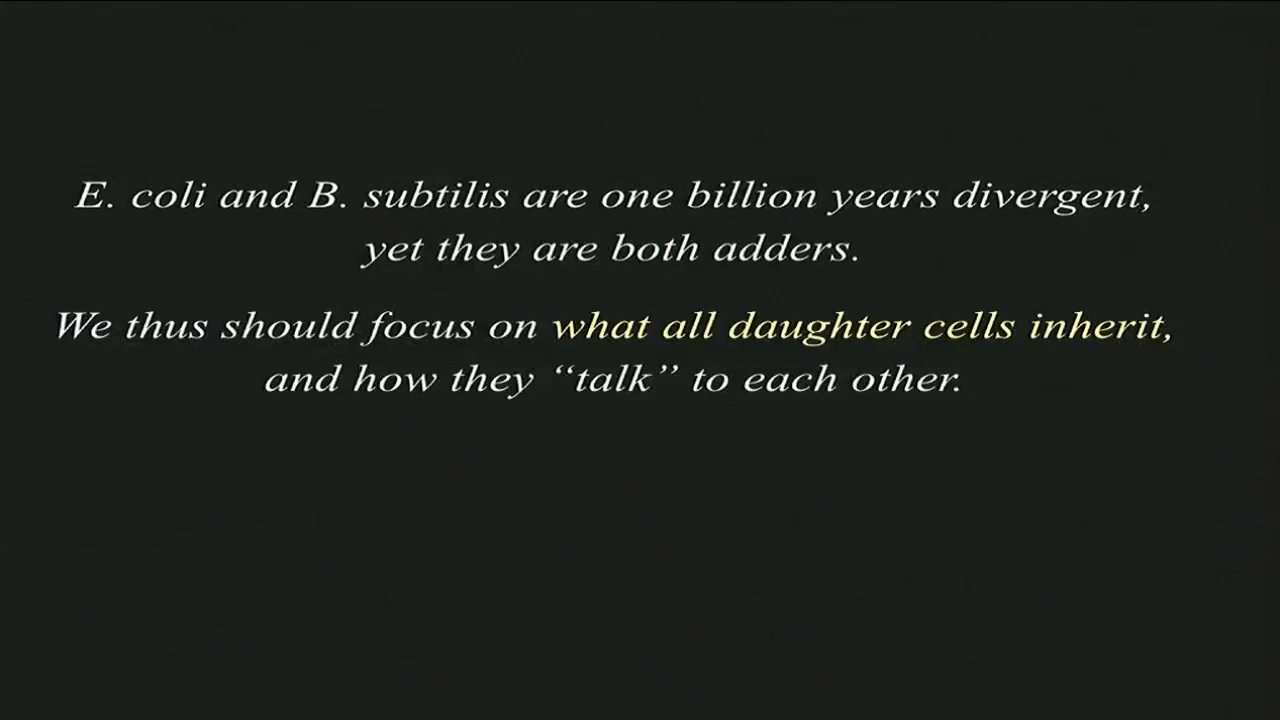 E. coli and B. subtilis are one billion years divergent,
yet they are both adders.
We thus should focus on what all daughter cells inherit,
and how they “talk” to each other.